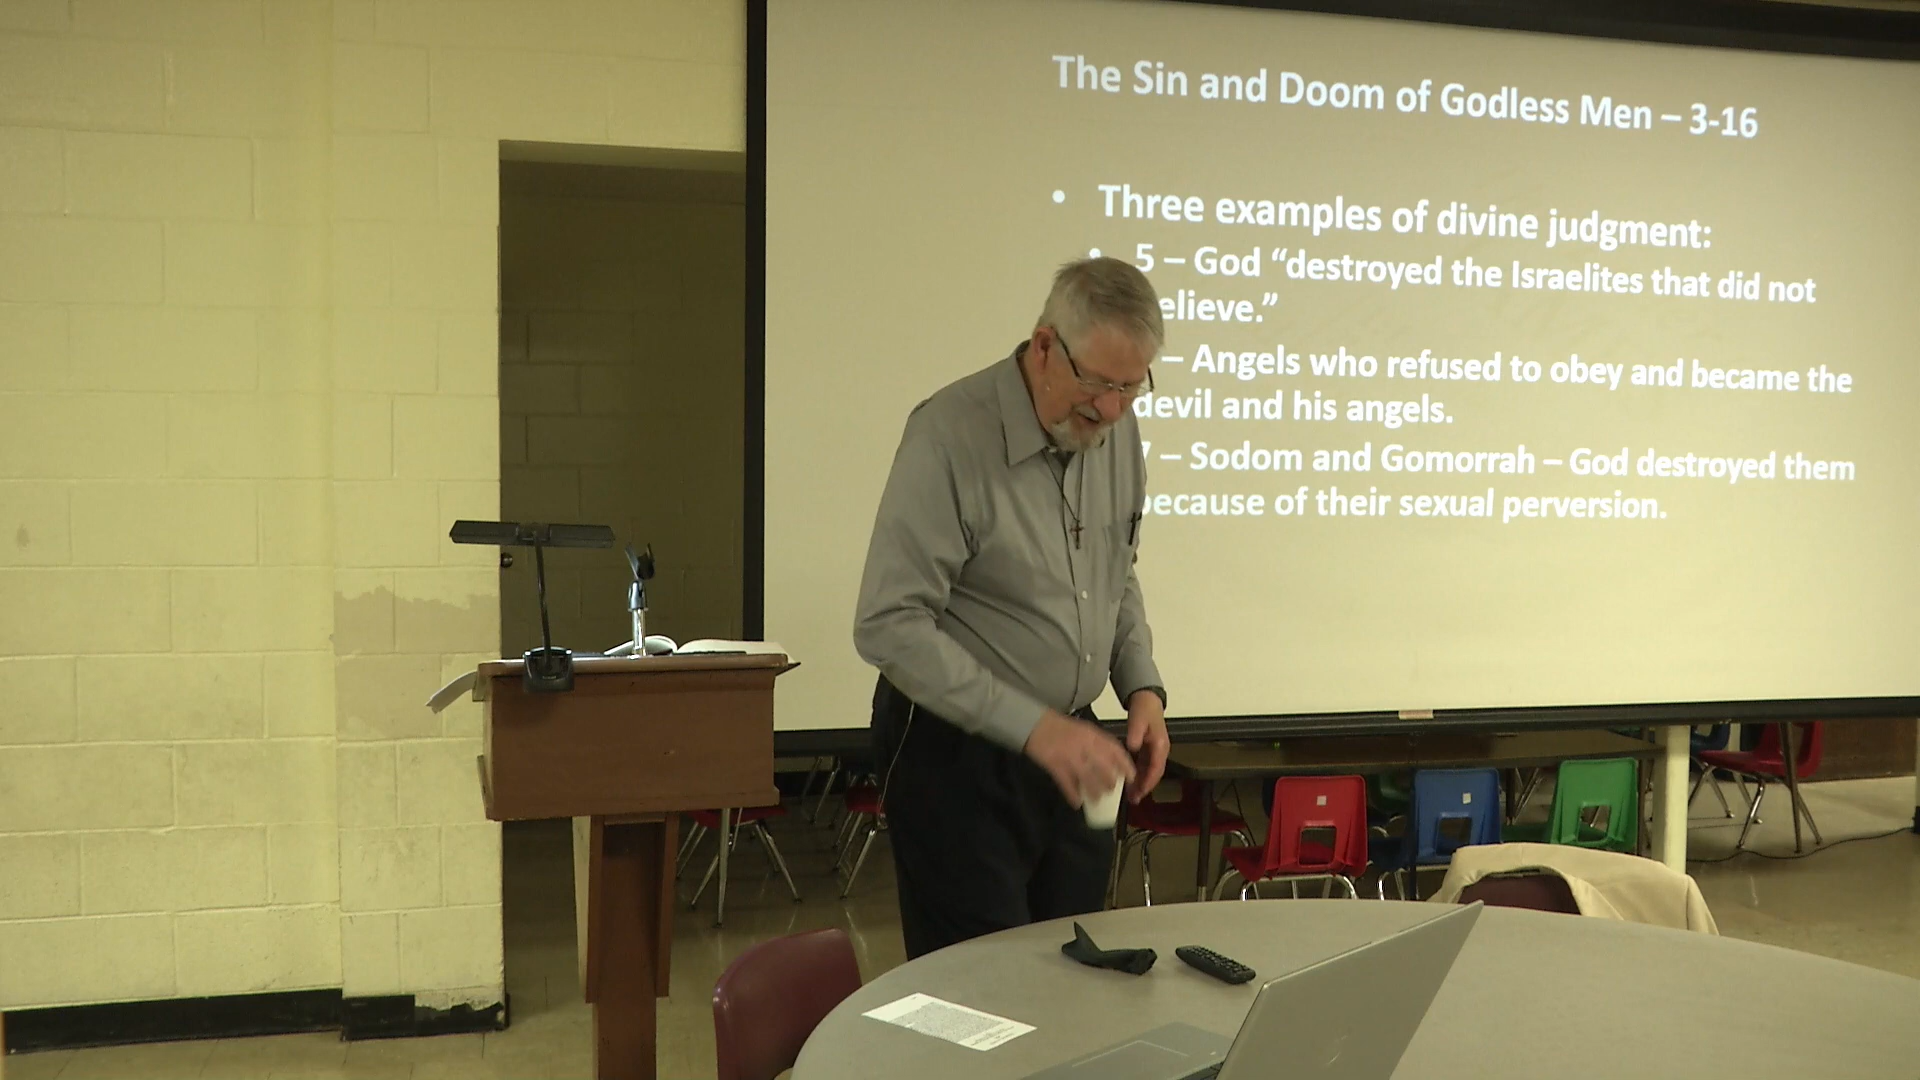 The Sin and Doom of Godless Men – 3-16
• Three examples of divine judgment:
• 5 – God “destroyed the Israelites that did not
elieve.”
– Angels who refused to obey and became the
devil and his angels.
7 – Sodom and Gomorrah – God destroyed them
because of their sexual perversion.